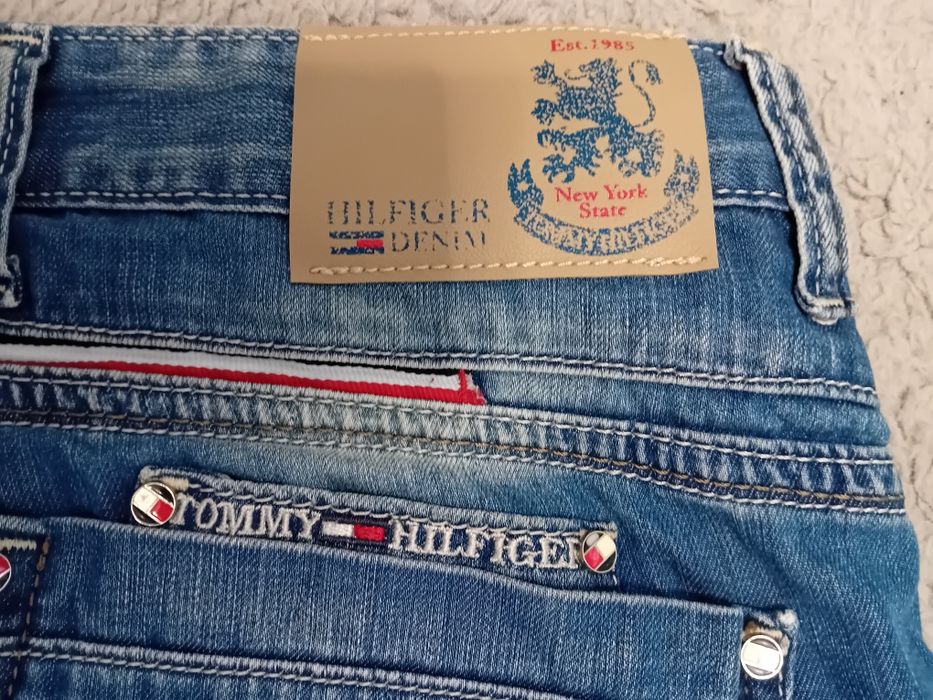 Est. 1985
New York
State
HILFIGER
DENIM
TOMMY HILFIGER